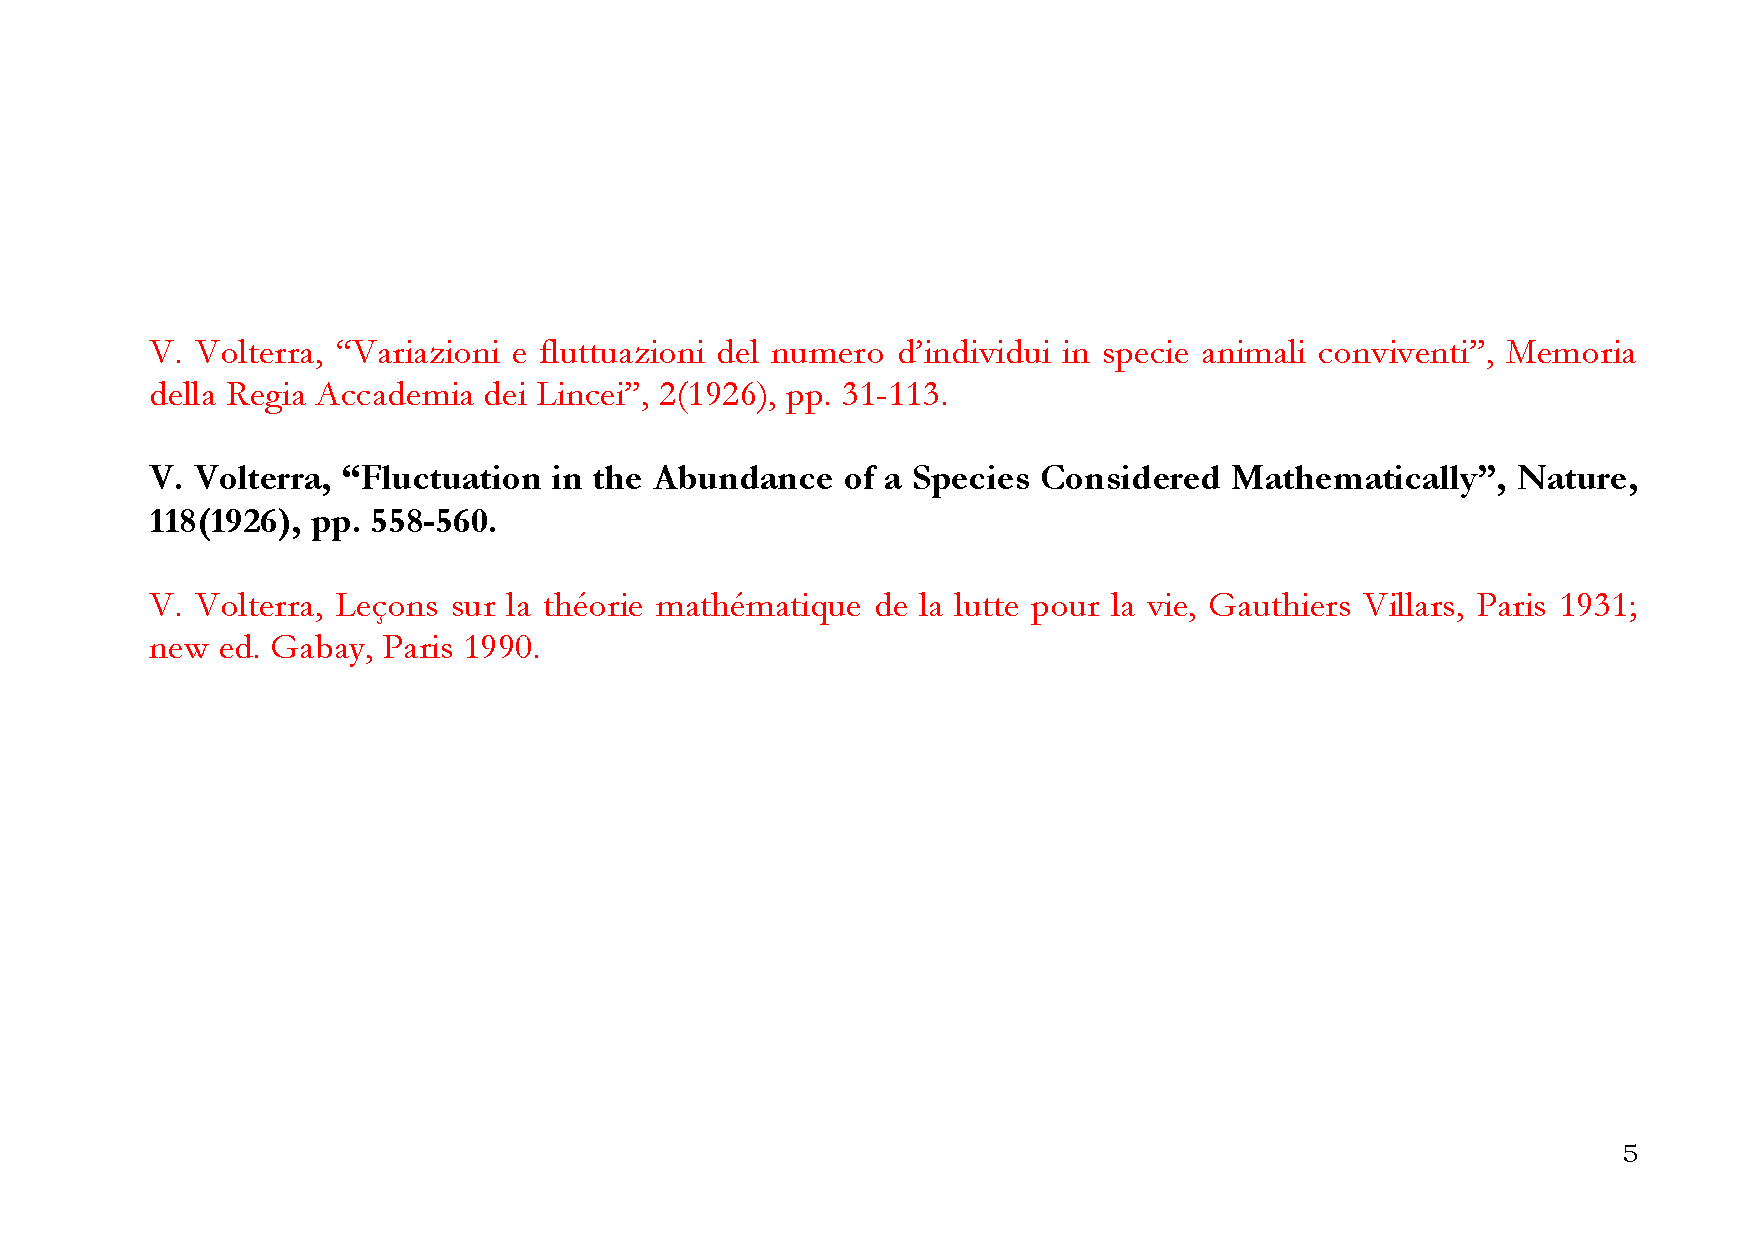 V. Volterra, “Variazioni e fluttuazioni del numero d’individui in specie animali conviventi”, Memoria
della Regia Accademia dei Lincei”, 2(1926), pp. 31-113.
V. Volterra, “Fluctuation in the Abundance of a Species Considered Mathematically”, Nature,
118(1926), pp. 558-560.
V. Volterra, Leçons sur la théorie mathématique de la lutte pour la vie, Gauthiers Villars, Paris 1931;
new ed. Gabay, Paris 1990.
5